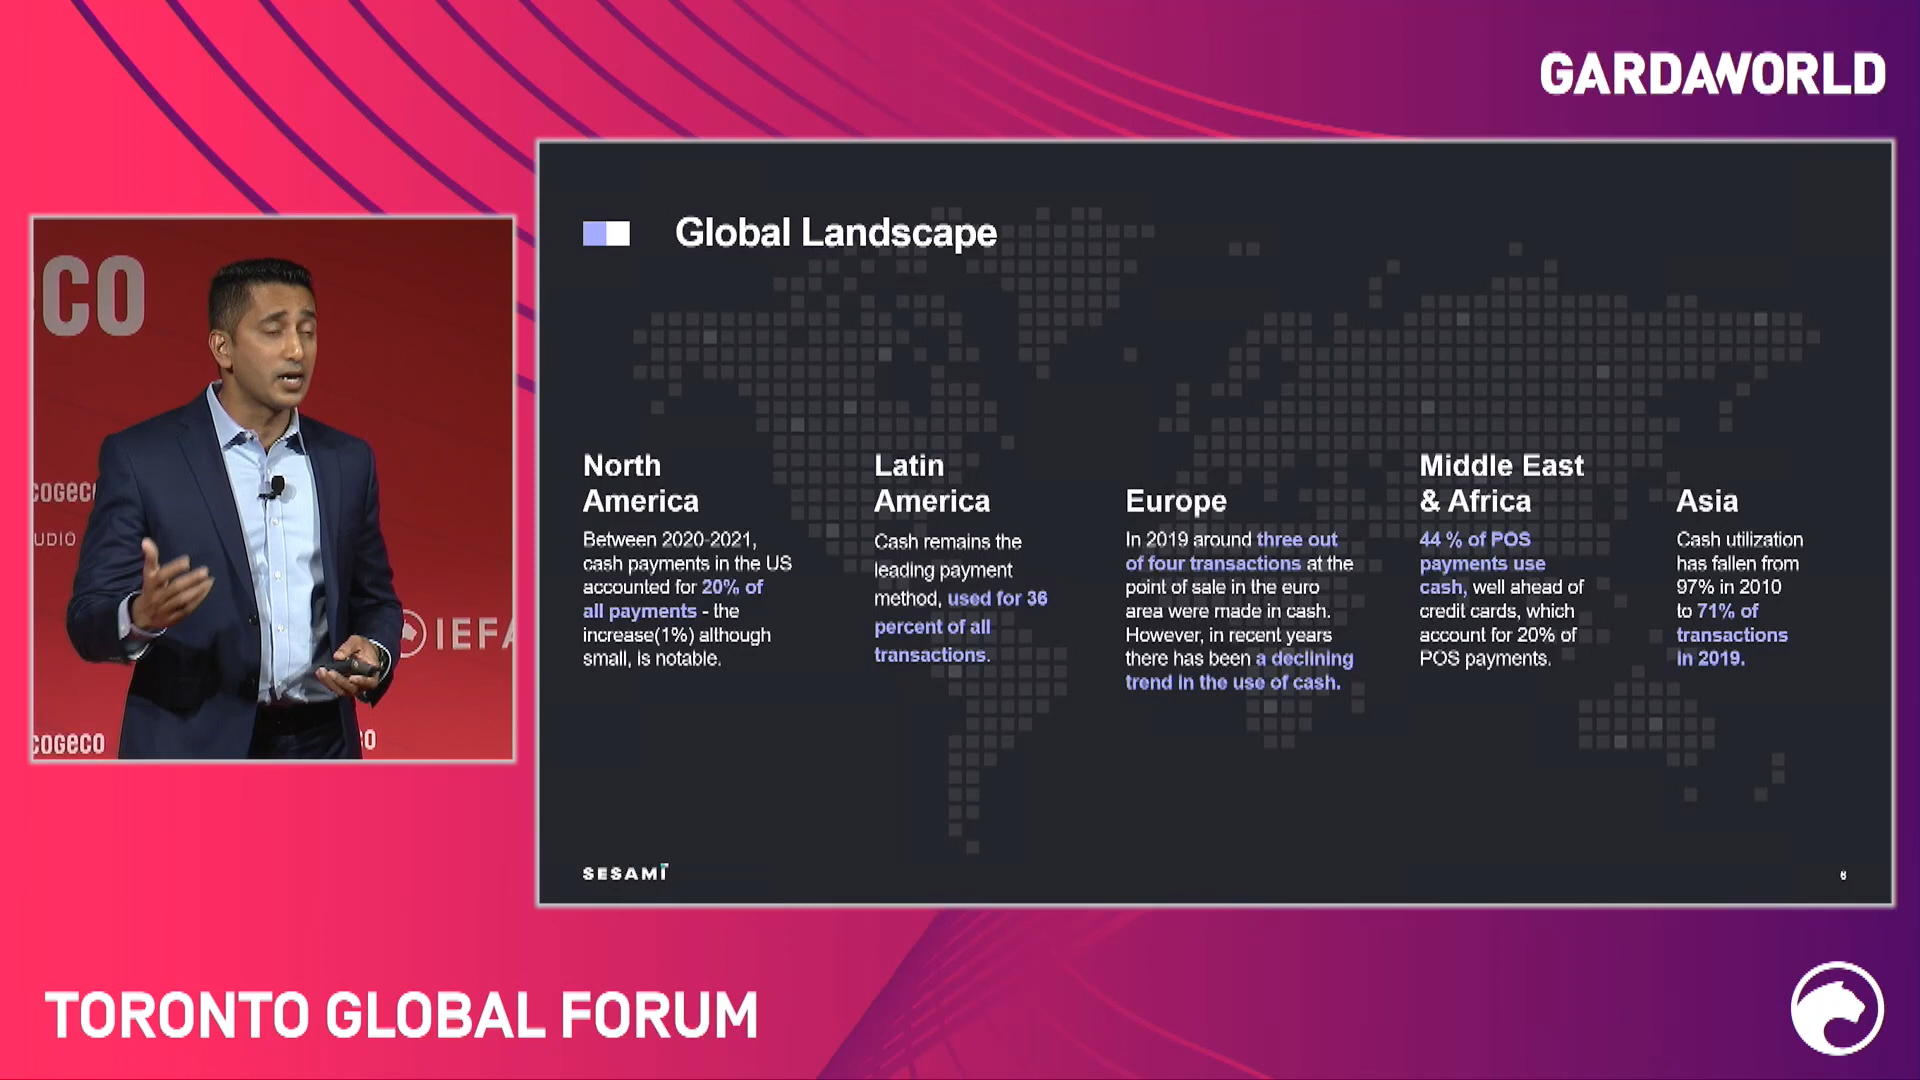 GARDAWORLD
Global Landscape
North
America
Between 2020-2021,
cash payments in the US
accounted for 20% of
all payments - the
increase(1%) although
small, is notable.
Latin
America
Cash remains the
leading payment
method, used for 36
percent of all
transactions.
Europe
In 2019 around three out
of four transactions at the
point of sale in the euro
area were made in cash.
However, in recent years
there has been a declining
trend in the use of cash.
Middle East
& Africa
44 % of POS
payments use
cash, well ahead of
credit cards, which
account for 20% of
POS payments.
Asia
Cash utilization
has fallen from
97% in 2010
to 71% of
transactions
in 2019.
SESAMI
6
CO
cogec
UDIO
IEFA
cogeco
co
TORONTO GLOBAL FORUM